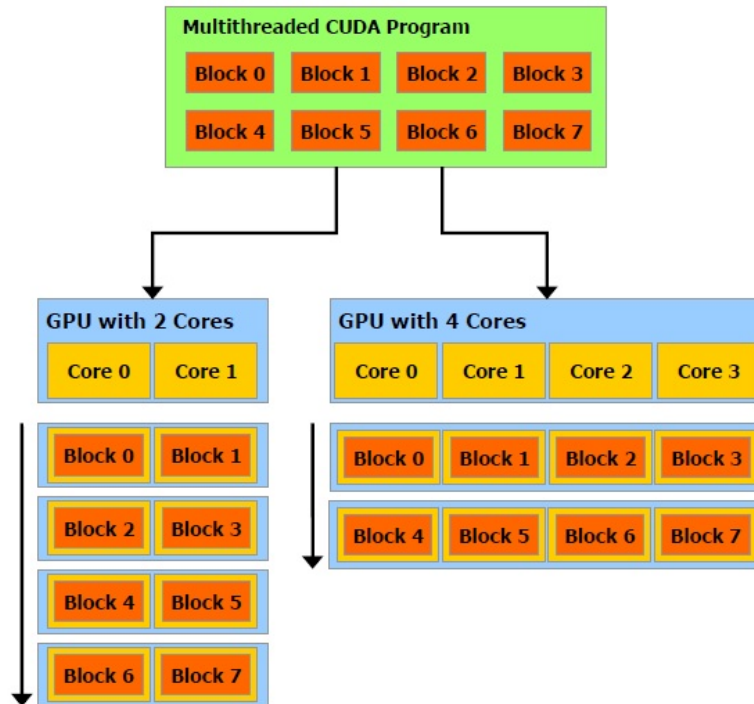 Multithreaded CUDA Program
Block 0 Block 1 Block 2 Block 3
Block 4 Block 5 Block 6 Block 7
GPU with 2 Cores
Core 0 Core 1
Block 0 Block 1
Block 2 Block 3
Block 4 Block 5
Block 6 Block 7
GPU with 4 Cores
Core 0 Core 1 Core 2 Core 3
Block 0 Block 1 Block 2 Block 3
Block 4 Block 5 Block 6 Block 7